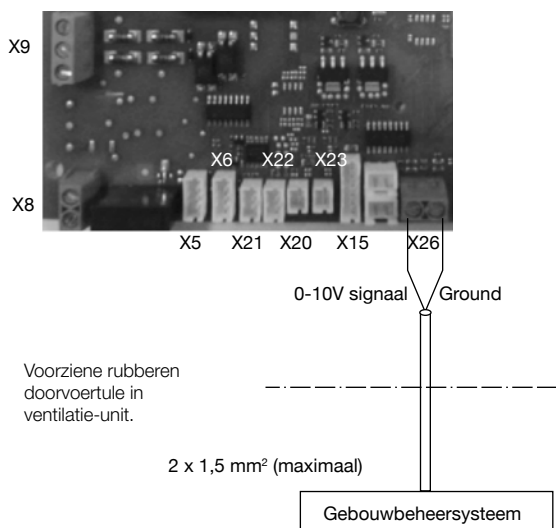 X9
X6
X22
X23
X8
X5
X21
X20
X15
X26
0-10V signaal
Ground
Voorziene rubberen
doorvoertule in
ventilatie-unit.
2 x 1,5 mm² (maximaal)
Gebouwbeheersysteem